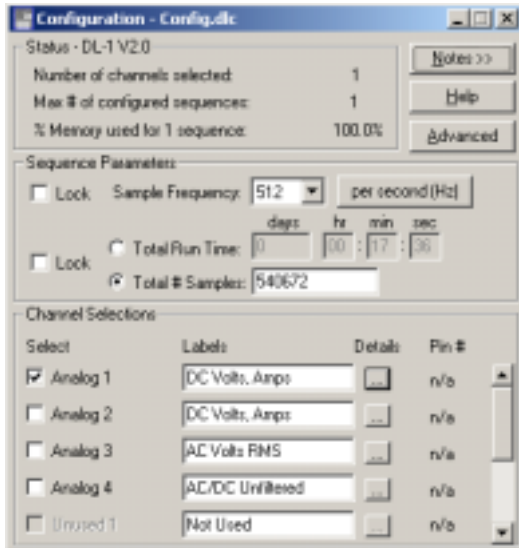 Configuration - Config.dlc
Status - DL-1 V2.0
Number of channels selected: 1
Max # of configured sequences: 1
% Memory used for 1 sequence: 100.0%
Notes >>
Help
Advanced
Sequence Parameters
Lock Sample Frequency: 512 per second (Hz)
days hr min sec
Lock Total Run Time: 0 00 : 17 : 36
Total # Samples: 540672
Channel Selections
Select Labels Details Pin #
Analog 1 DC Volts, Amps ... n/a
Analog 2 DC Volts, Amps ... n/a
Analog 3 AC Volts RMS ... n/a
Analog 4 AC/DC Unfiltered ... n/a
Unused 1 Not Used ... n/a